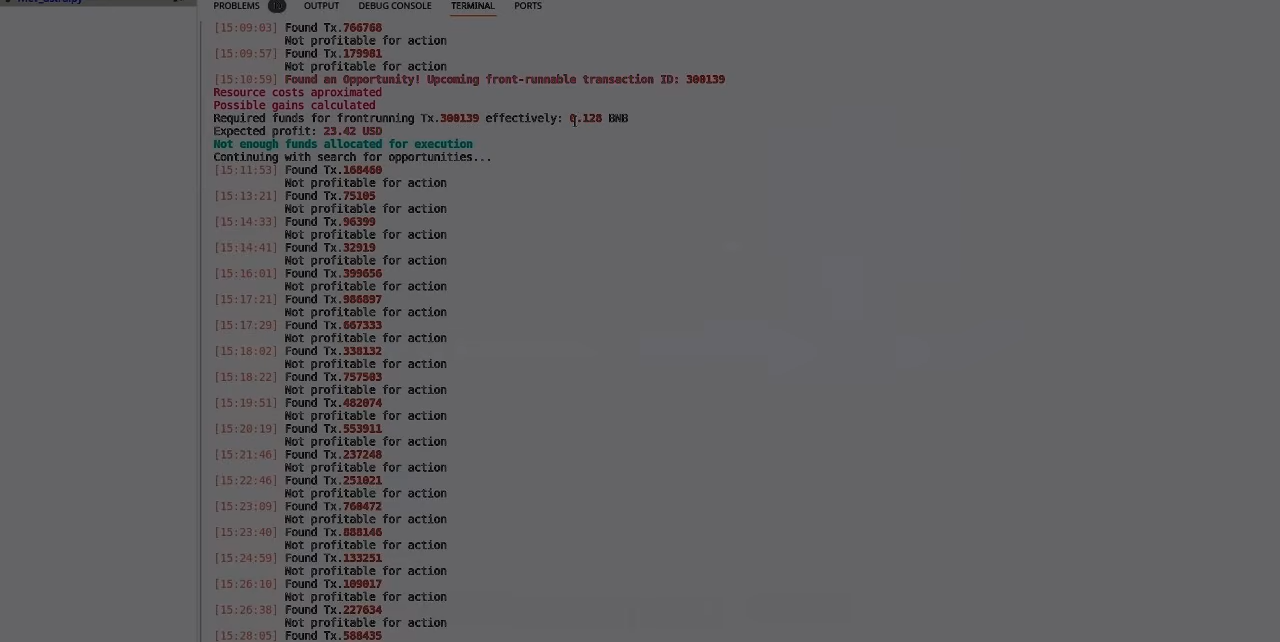 PROBLEMS OUTPUT DEBUG CONSOLE TERMINAL PORTS
[15:09:03] Found Tx.766768
Not profitable for action
[15:09:57] Found Tx.179981
Not profitable for action
[15:10:59] Found an Opportunity! Upcoming front-runnable transaction ID: 300139
Resource costs aproximated
Possible gains calculated
Required funds for frontrunning Tx.300139 effectively: 0.128 BNB
Expected profit: 23.42 USD
Not enough funds allocated for execution
Continuing with search for opportunities...
[15:11:53] Found Tx.168460
Not profitable for action
[15:13:21] Found Tx.75105
Not profitable for action
[15:14:33] Found Tx.96399
Not profitable for action
[15:14:41] Found Tx.32919
Not profitable for action
[15:16:01] Found Tx.399656
Not profitable for action
[15:17:21] Found Tx.986897
Not profitable for action
[15:17:29] Found Tx.667333
Not profitable for action
[15:18:02] Found Tx.338132
Not profitable for action
[15:18:22] Found Tx.757503
Not profitable for action
[15:19:51] Found Tx.482074
Not profitable for action
[15:20:19] Found Tx.553911
Not profitable for action
[15:21:46] Found Tx.237248
Not profitable for action
[15:22:46] Found Tx.251021
Not profitable for action
[15:23:09] Found Tx.760472
Not profitable for action
[15:23:40] Found Tx.888146
Not profitable for action
[15:24:59] Found Tx.133251
Not profitable for action
[15:26:10] Found Tx.109017
Not profitable for action
[15:26:38] Found Tx.227634
Not profitable for action
[15:28:05] Found Tx.588435